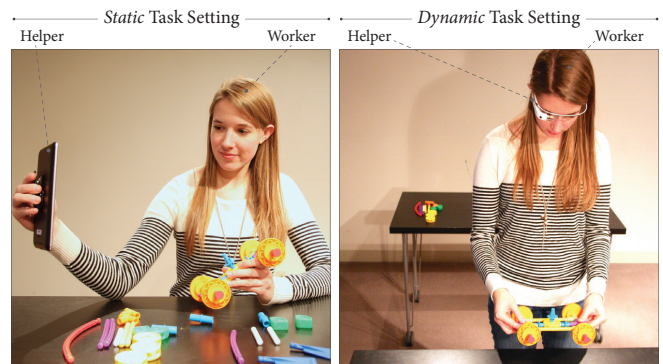 Static Task Setting
Helper
Worker
Dynamic Task Setting
Helper
Worker